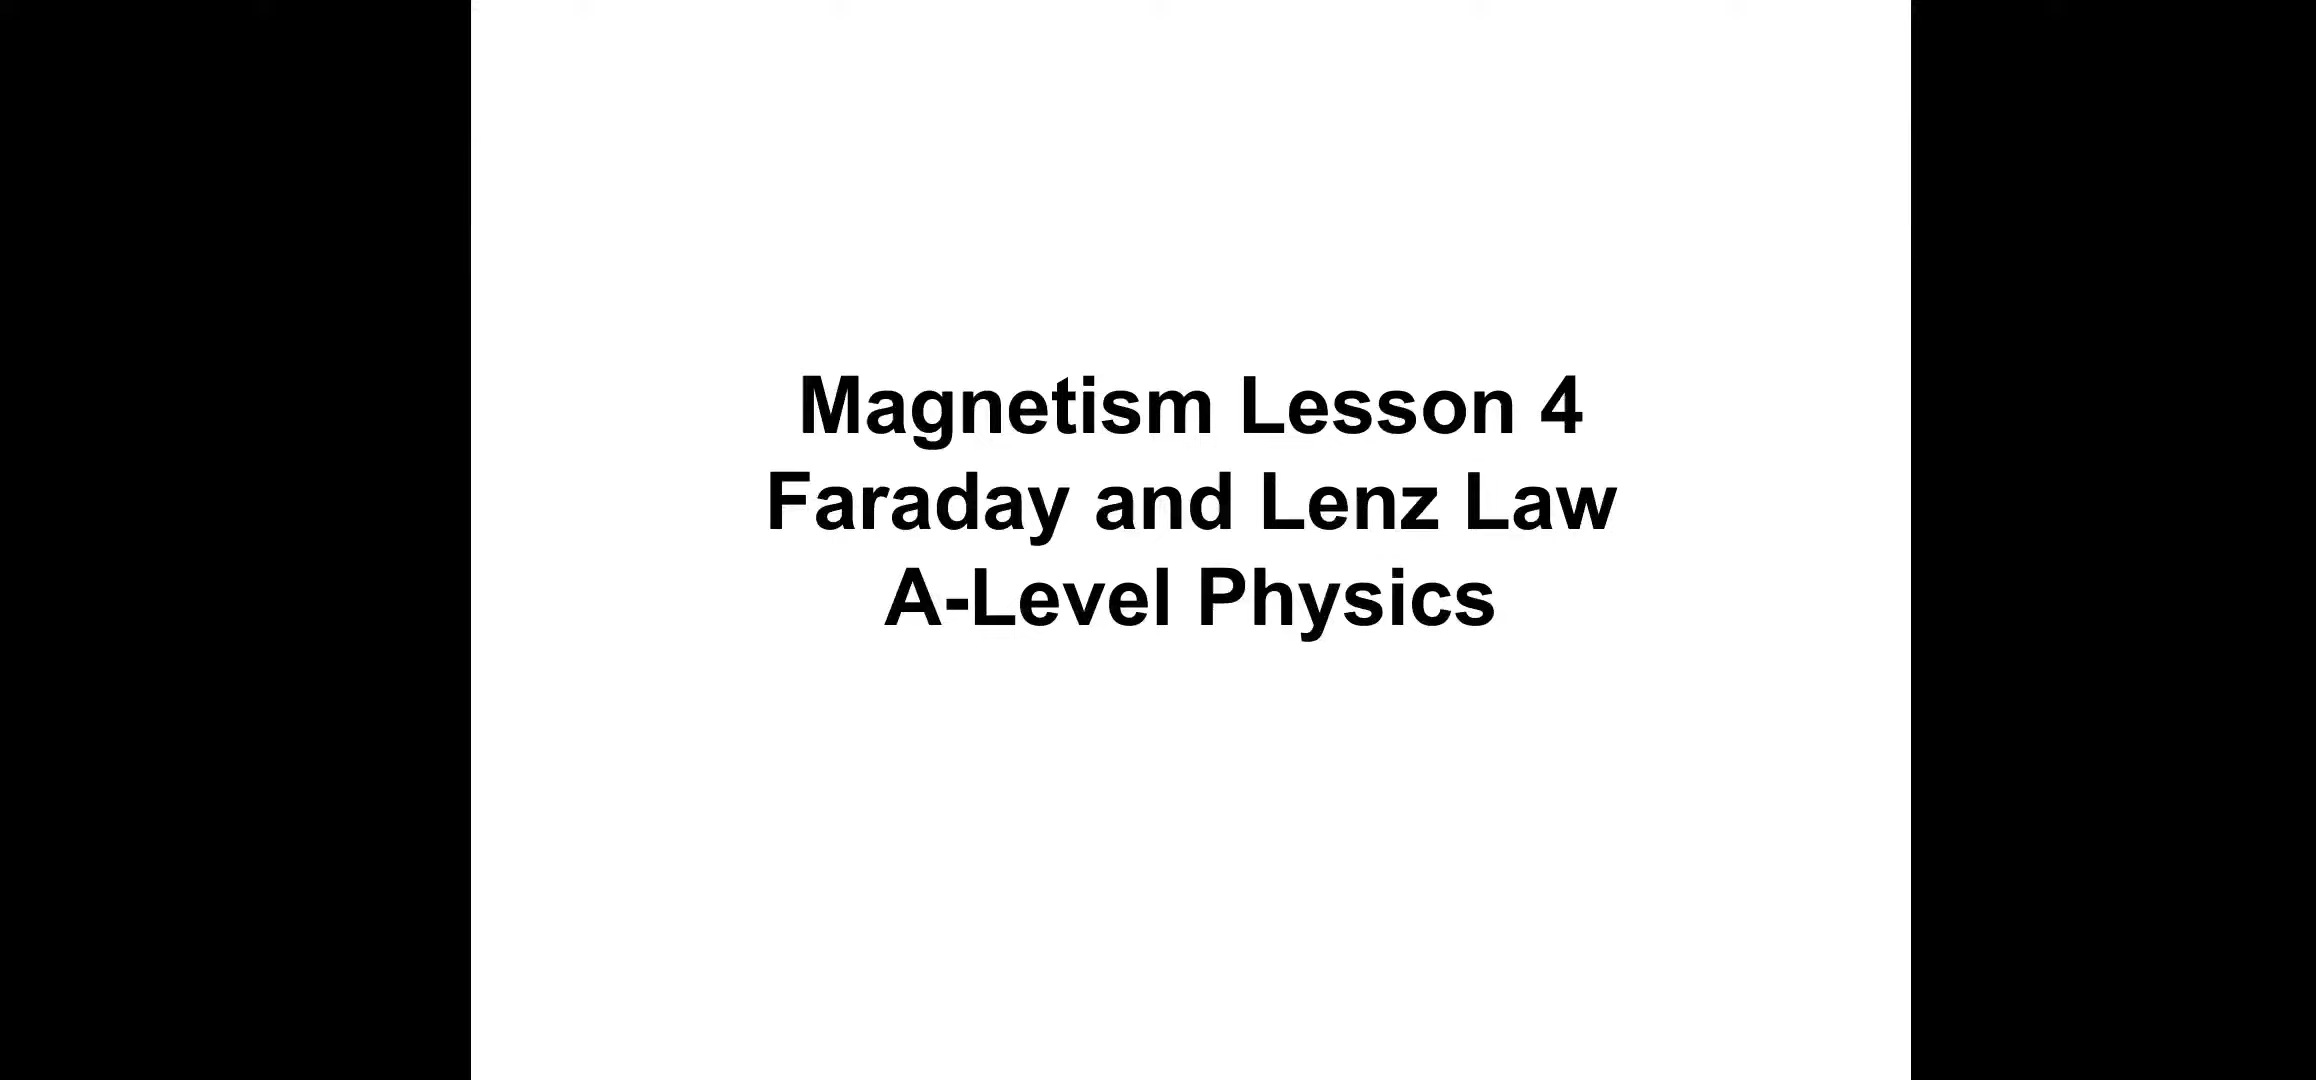 Magnetism Lesson 4
Faraday and Lenz Law
A-Level Physics